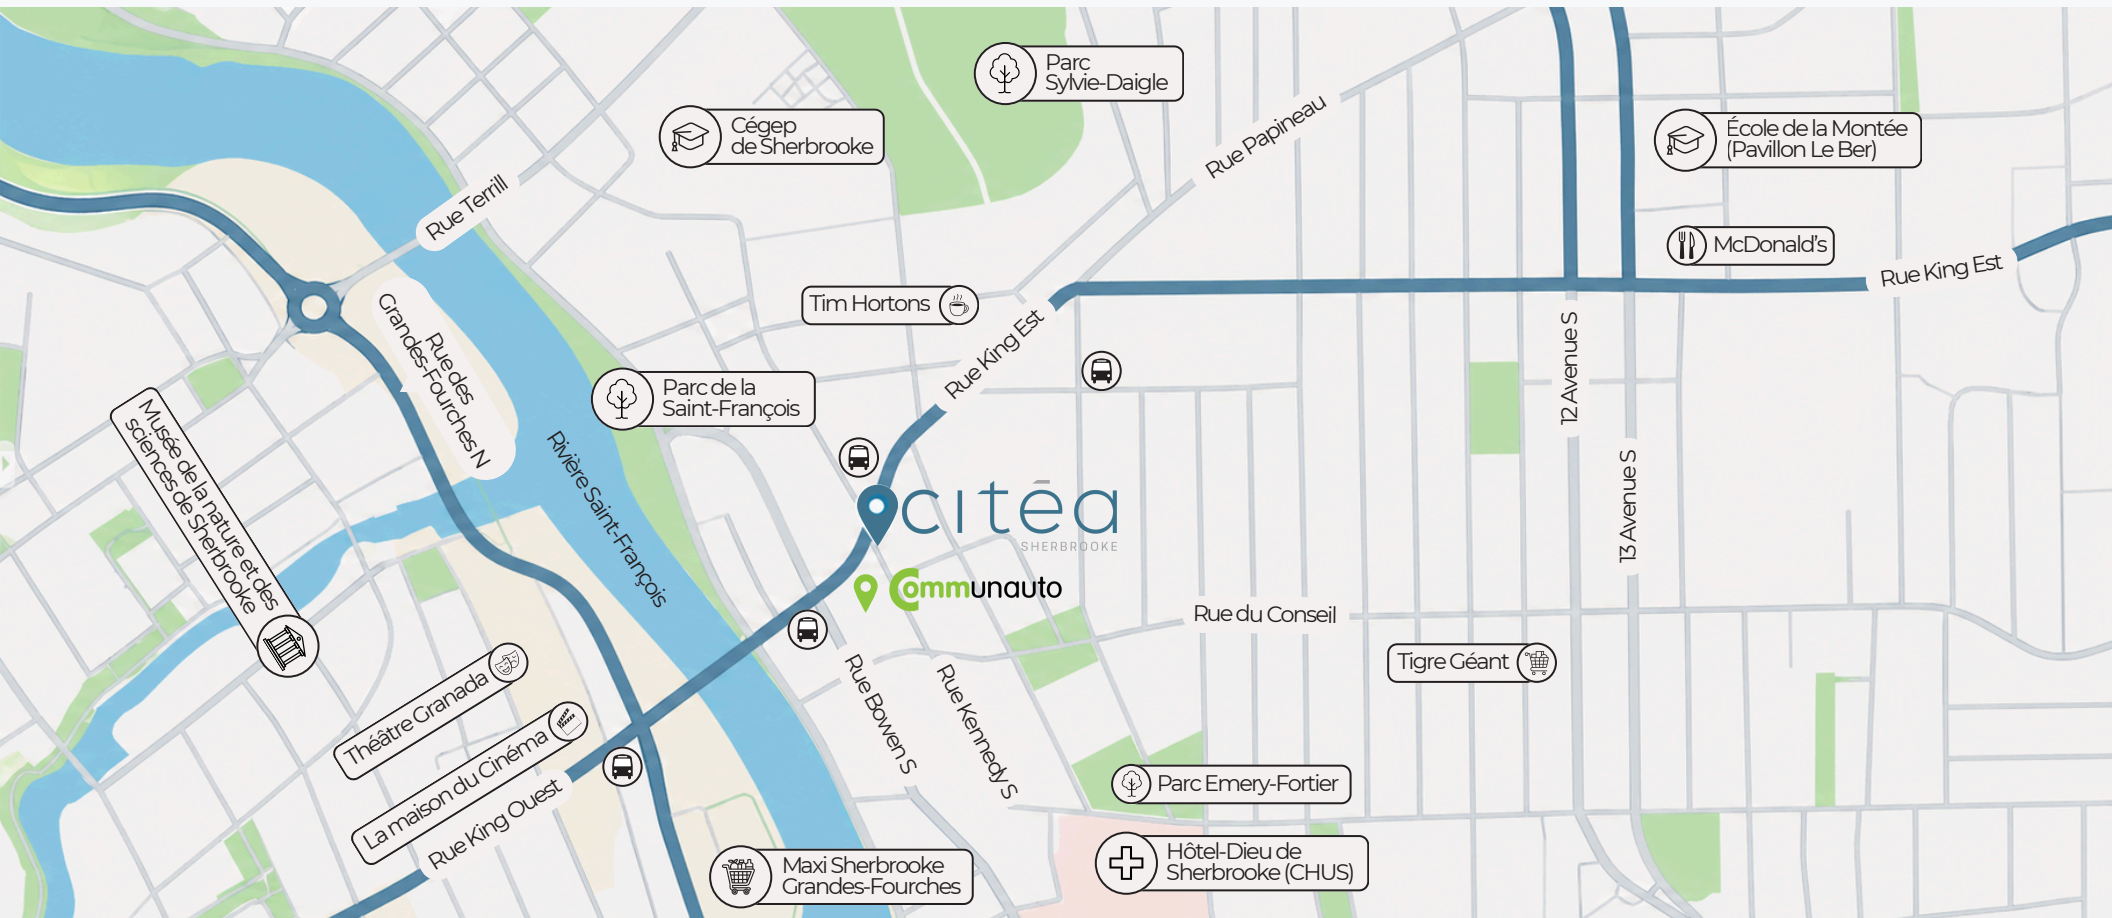 Parc
Sylvie-Daigle
Cégep
de Sherbrooke
Rue Papineau
École de la Montée
(Pavillon Le Ber)
Rue Terrill
McDonald's
Rue King Est
Tim Hortons
Rue King Est
Rue des
Grandes-Fourches N
12 Avenue S
Parc de la
Saint-François
Musée de la nature et des
sciences de Sherbrooke
Rivière Saint-François
13 Avenue S
citéa
SHERBROOKE
Communauto
Rue du Conseil
Tigre Géant
Théâtre Granada
Rue Bowen S
Rue Kennedy S
La maison du Cinéma
Rue King Ouest
Parc Emery-Fortier
Maxi Sherbrooke
Grandes-Fourches
Hôtel-Dieu de
Sherbrooke (CHUS)